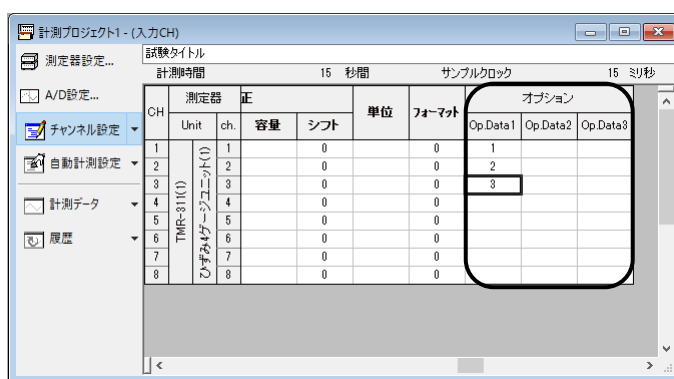 計測プロジェクト1 - (入力CH)
測定器設定...
A/D設定...
チャンネル設定
自動計測設定
計測データ
履歴
試験タイトル
計測時間 15 秒間 サンプルクロック 15 ミリ秒
CH 測定器 正 単位 フォーマット オプション
Unit ch. 容量 シフト Op.Data1 Op.Data2 Op.Data3
TMR-311(1)
ひずみ4ゲージユニット(1)
1 1 0 0 1
2 2 0 0 2
3 3 0 0 3
4 4 0 0
5 5 0 0
6 6 0 0
7 7 0 0
8 8 0 0